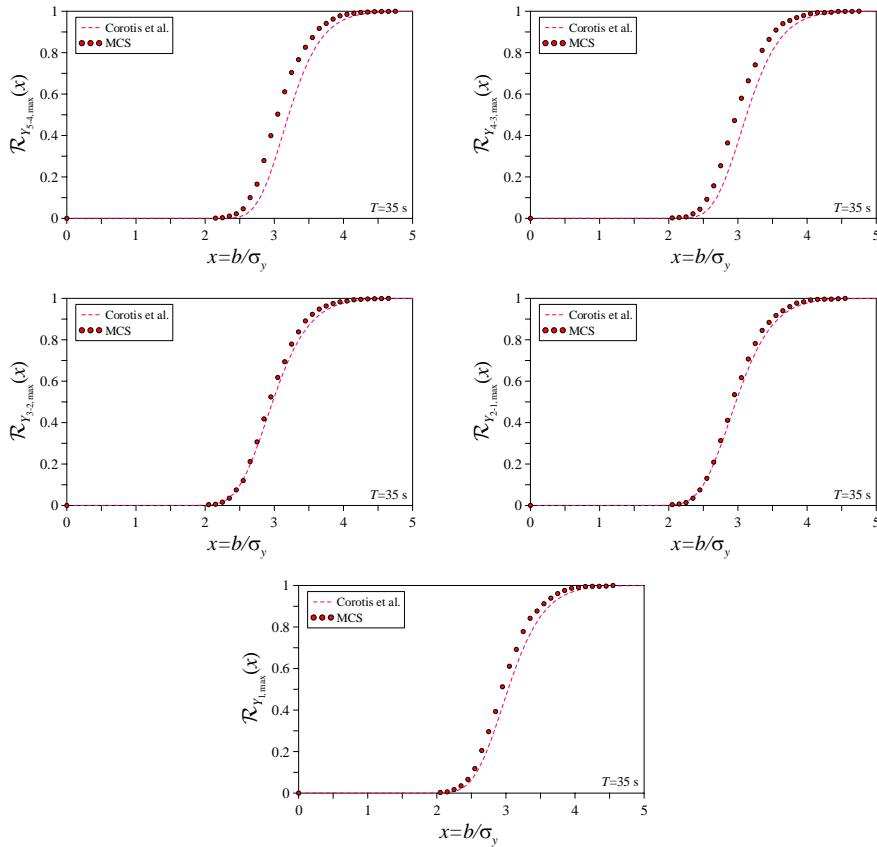 Corotis et al.
MCS
1
0.8
0.6
0.4
0.2
0
ℛ_{Y_{5-4,max}}(x)
T=35 s
0 1 2 3 4 5
x=b/σ_y
Corotis et al.
MCS
1
0.8
0.6
0.4
0.2
0
ℛ_{Y_{4-3,max}}(x)
T=35 s
0 1 2 3 4 5
x=b/σ_y
Corotis et al.
MCS
1
0.8
0.6
0.4
0.2
0
ℛ_{Y_{3-2,max}}(x)
T=35 s
0 1 2 3 4 5
x=b/σ_y
Corotis et al.
MCS
1
0.8
0.6
0.4
0.2
0
ℛ_{Y_{2-1,max}}(x)
T=35 s
0 1 2 3 4 5
x=b/σ_y
Corotis et al.
MCS
1
0.8
0.6
0.4
0.2
0
ℛ_{Y_{1,max}}(x)
T=35 s
0 1 2 3 4 5
x=b/σ_y